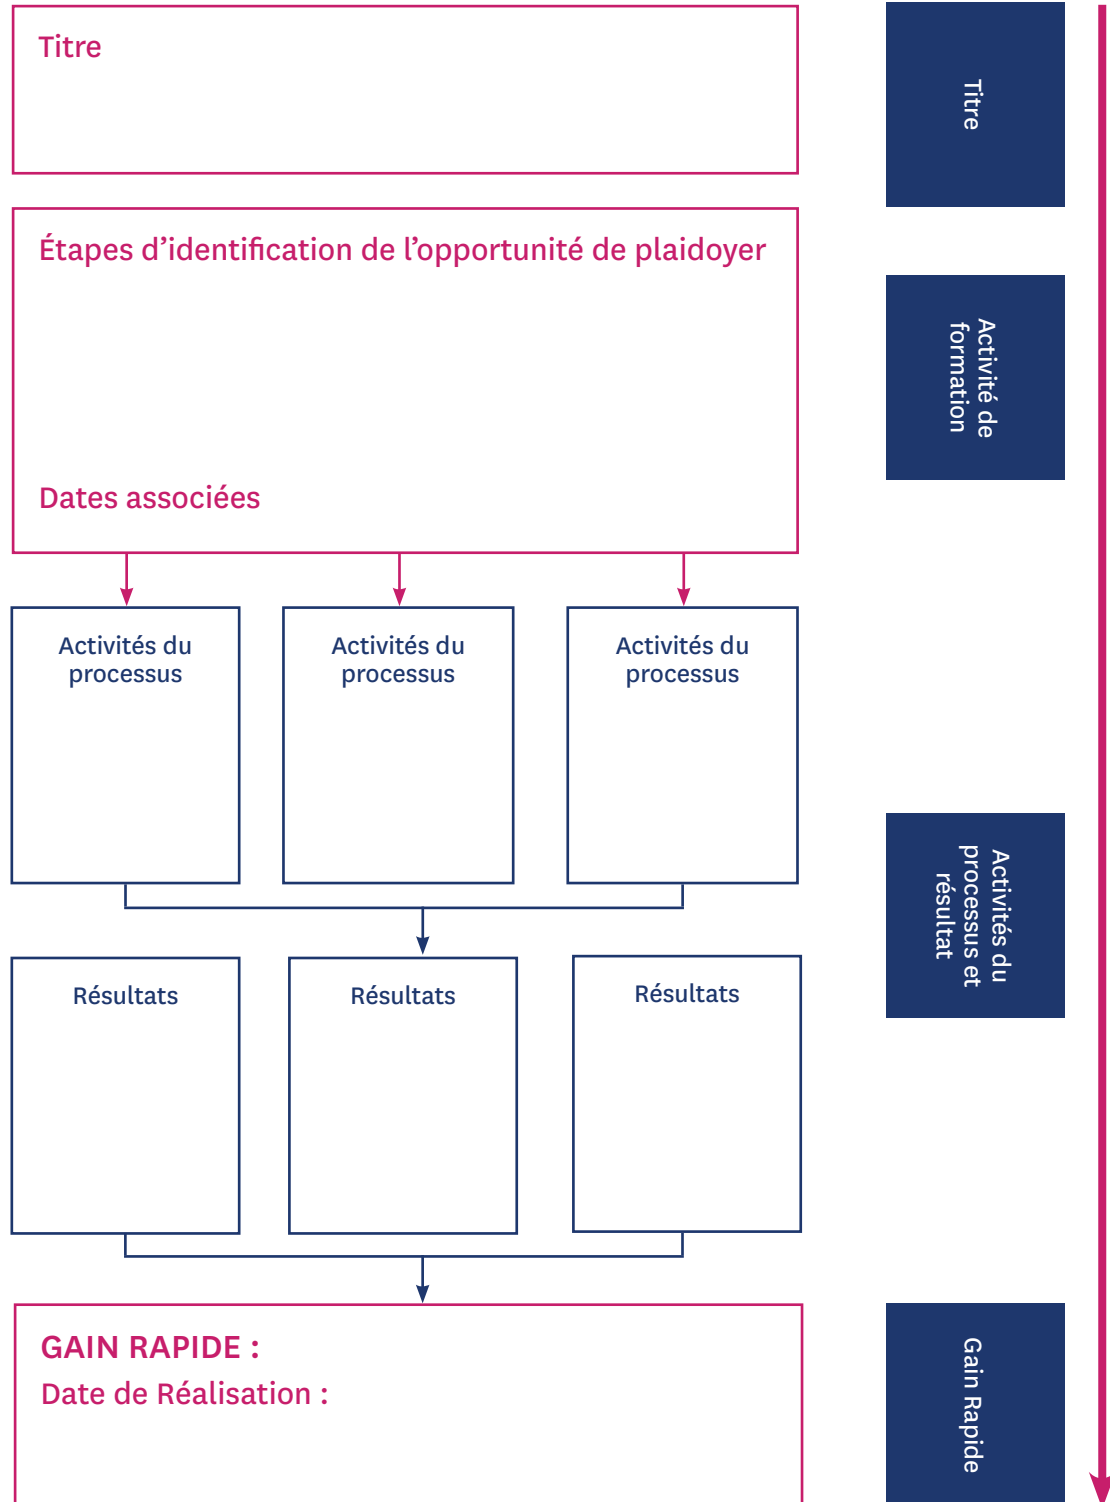 Titre
Titre
Étapes d’identification de l’opportunité de plaidoyer
Dates associées
Activité de
formation
Activités du
processus
Activités du
processus
Activités du
processus
Activités du
processus et
résultat
Résultats
Résultats
Résultats
GAIN RAPIDE :
Date de Réalisation :
Gain Rapide